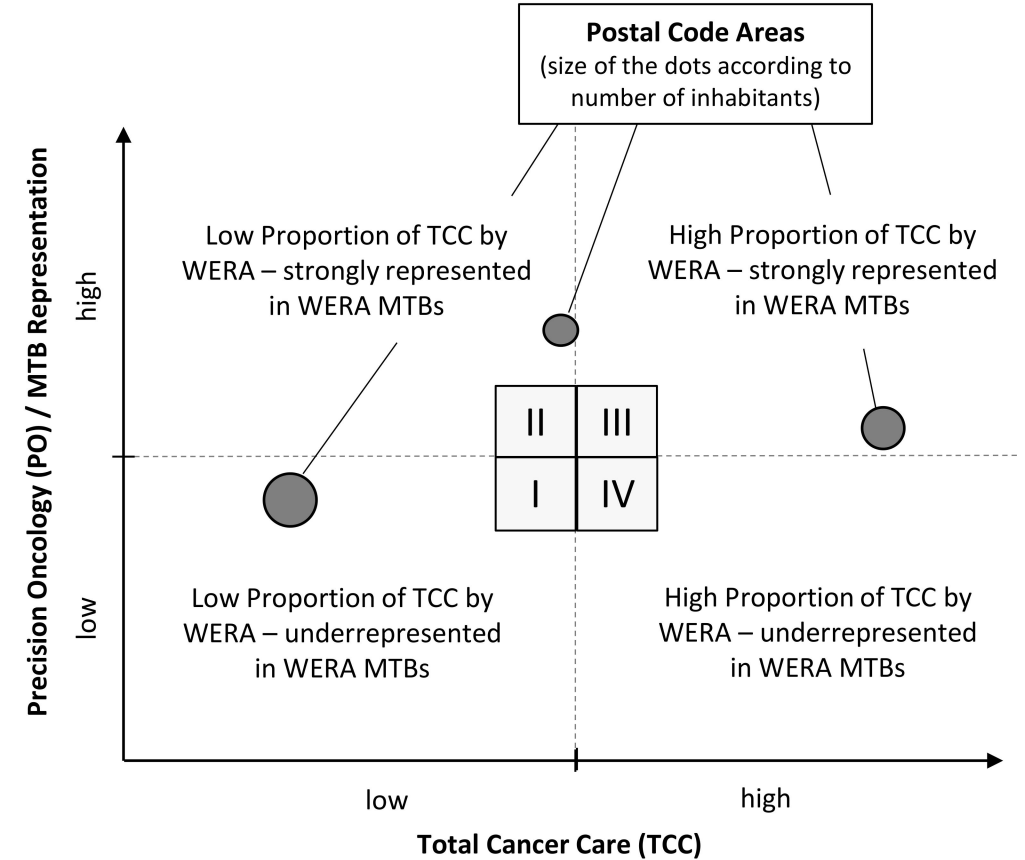 Postal Code Areas
(size of the dots according to
number of inhabitants)
Precision Oncology (PO) / MTB Representation
high
low
Low Proportion of TCC by
WERA – strongly represented
in WERA MTBs
High Proportion of TCC by
WERA – strongly represented
in WERA MTBs
II
III
I
IV
Low Proportion of TCC by
WERA – underrepresented
in WERA MTBs
High Proportion of TCC by
WERA – underrepresented
in WERA MTBs
low
high
Total Cancer Care (TCC)